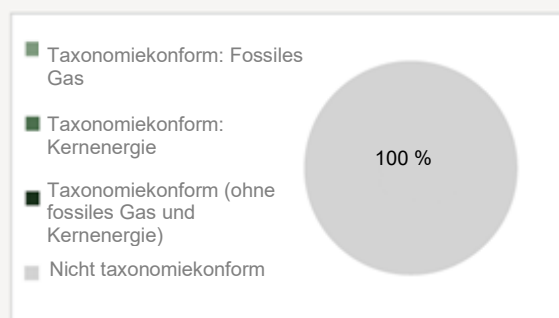 Taxonomiekonform: Fossiles
Gas
Taxonomiekonform:
Kernenergie
Taxonomiekonform (ohne
fossiles Gas und
Kernenergie)
Nicht taxonomiekonform
100 %